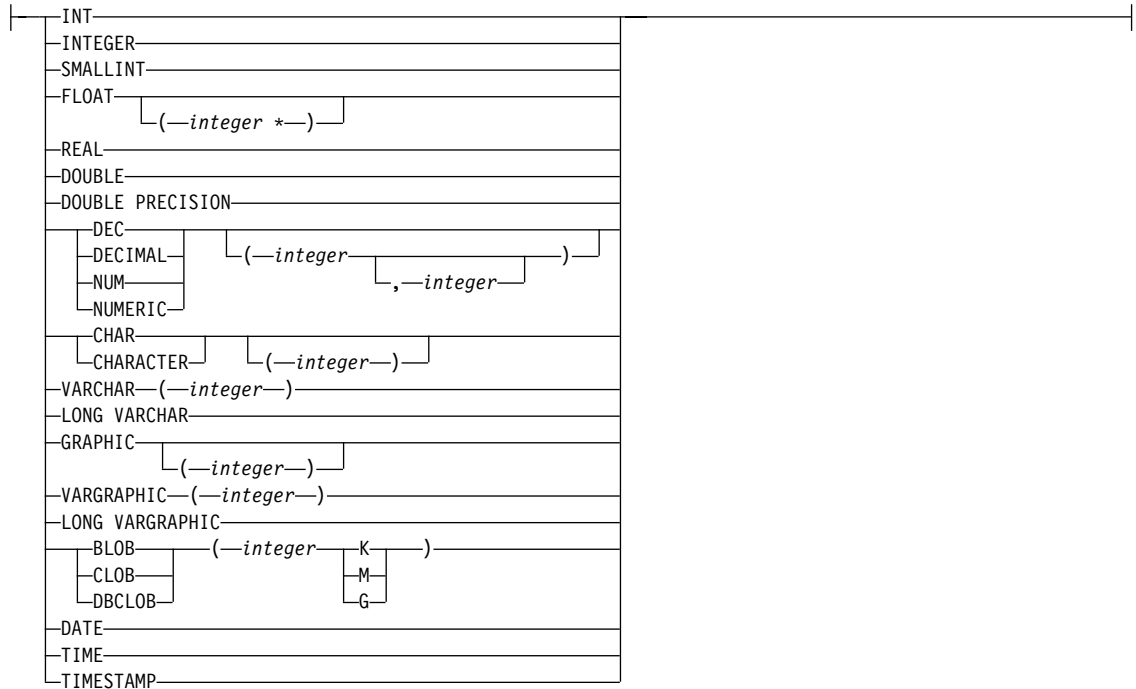 INT
INTEGER
SMALLINT
FLOAT
(integer *)
REAL
DOUBLE
DOUBLE PRECISION
DEC
DECIMAL (integer )
NUM ,integer
NUMERIC
CHAR
CHARACTER (integer)
VARCHAR (integer)
LONG VARCHAR
GRAPHIC
(integer)
VARGRAPHIC (integer)
LONG VARGRAPHIC
BLOB (integer K )
CLOB M
DBCLOB G
DATE
TIME
TIMESTAMP